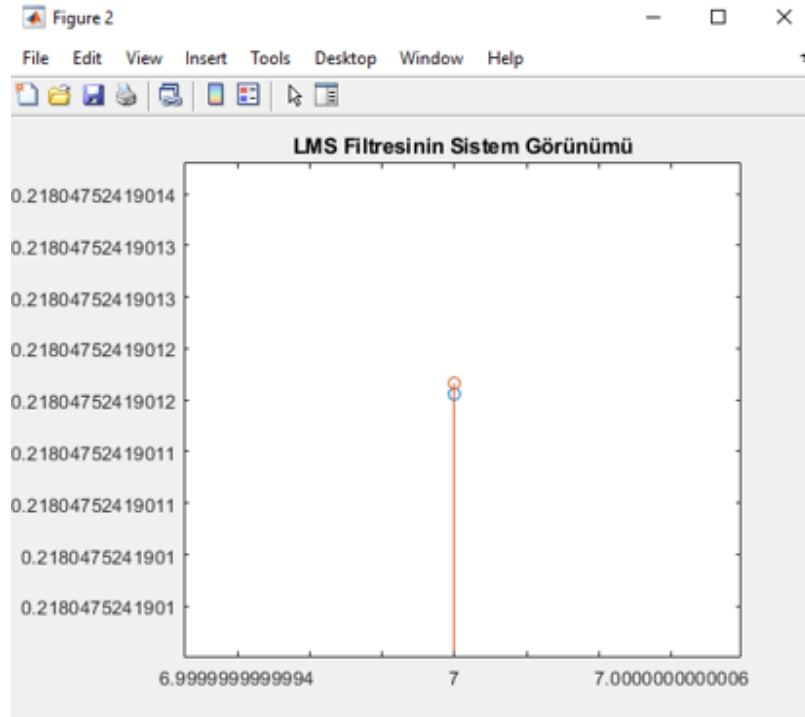 Figure 2
File Edit View Insert Tools Desktop Window Help
LMS Filtresinin Sistem Görünümü
0.21804752419014
0.21804752419013
0.21804752419013
0.21804752419012
0.21804752419012
0.21804752419011
0.21804752419011
0.2180475241901
0.2180475241901
6.9999999999994 7 7.0000000000006